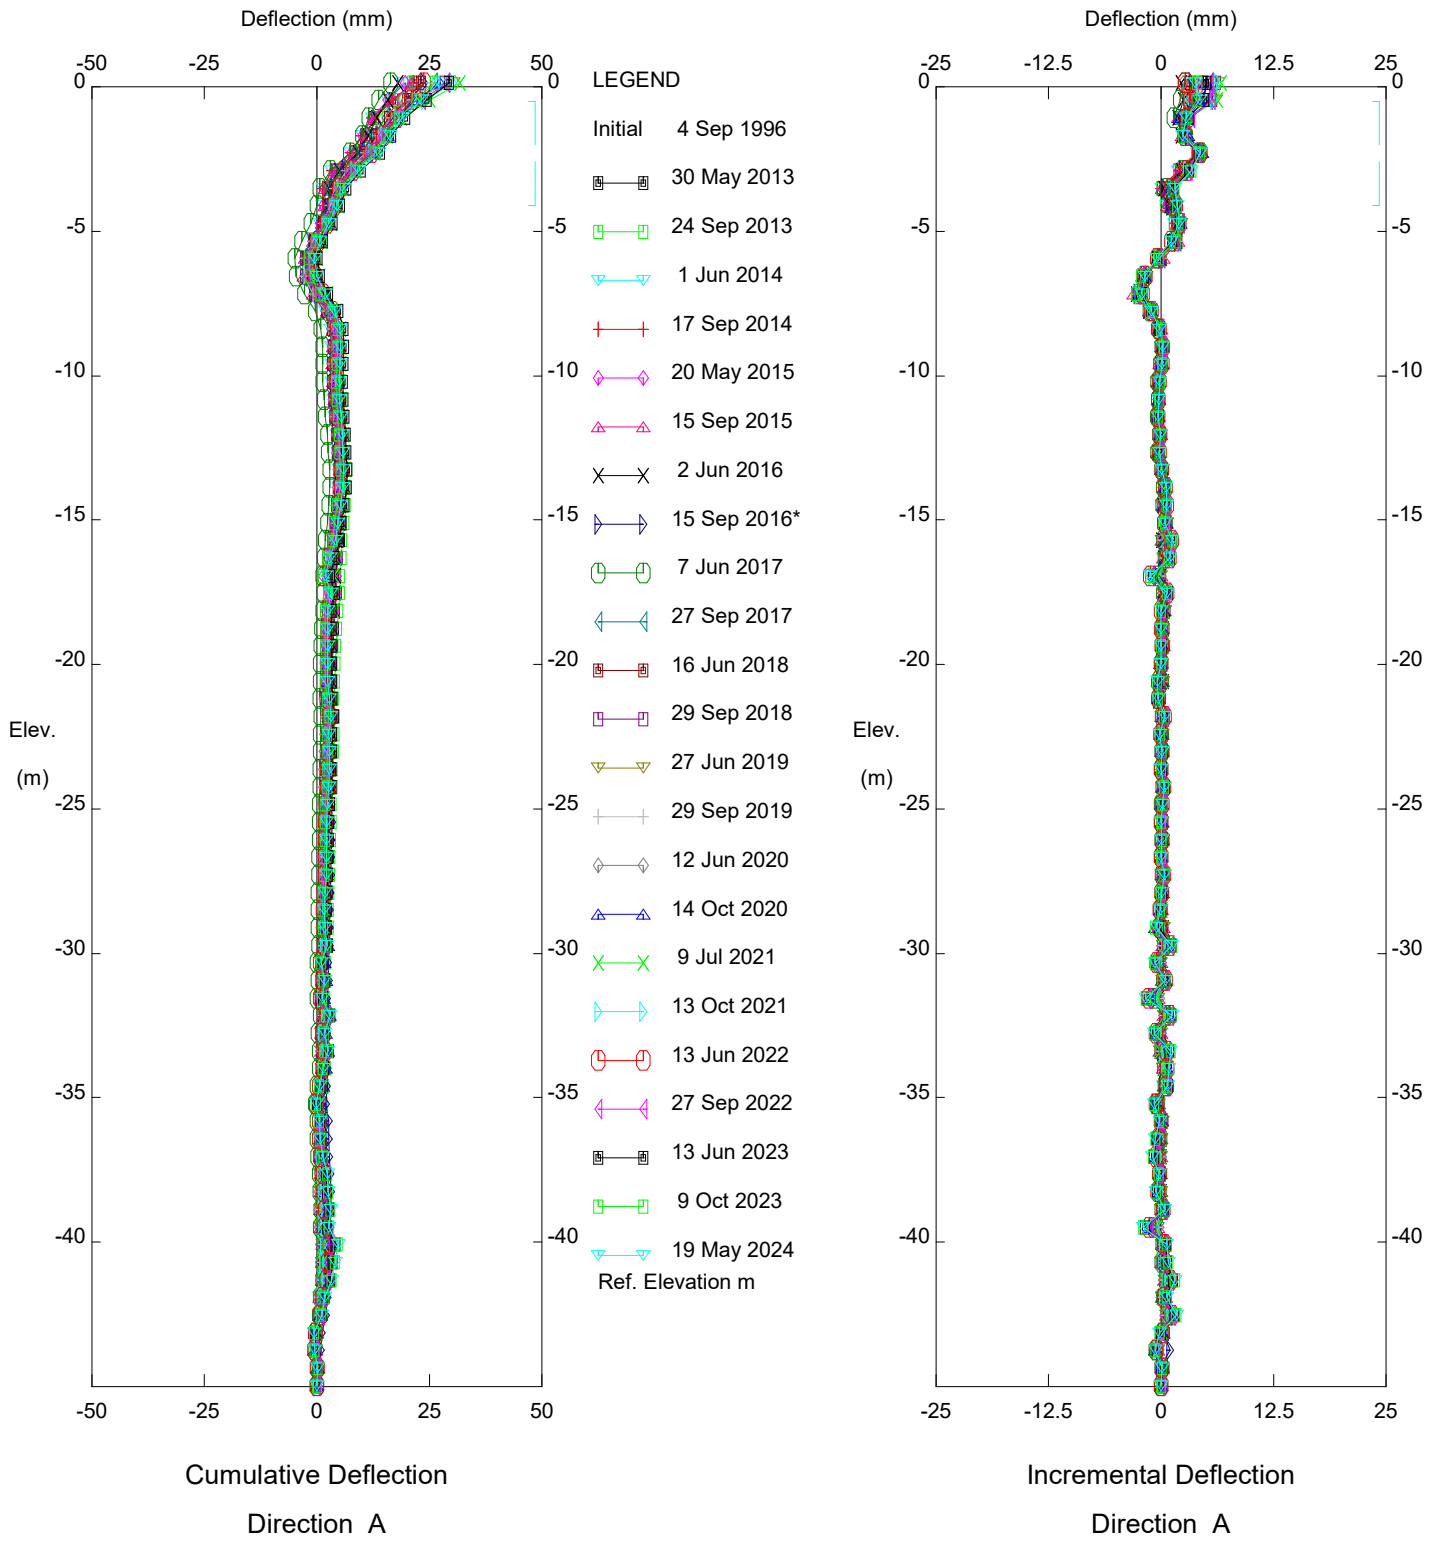 Deflection (mm)
-50 -25 0 25 50
0 0
-5 -5
-10 -10
-15 -15
-20 -20
Elev.
(m)
-25 -25
-30 -30
-35 -35
-40 -40
-50 -25 0 25 50
Cumulative Deflection
Direction A
LEGEND
Initial 4 Sep 1996
30 May 2013
24 Sep 2013
1 Jun 2014
17 Sep 2014
20 May 2015
15 Sep 2015
2 Jun 2016
15 Sep 2016*
7 Jun 2017
27 Sep 2017
16 Jun 2018
29 Sep 2018
27 Jun 2019
29 Sep 2019
12 Jun 2020
14 Oct 2020
9 Jul 2021
13 Oct 2021
13 Jun 2022
27 Sep 2022
13 Jun 2023
9 Oct 2023
19 May 2024
Ref. Elevation m
Deflection (mm)
-25 -12.5 0 12.5 25
0 0
-5 -5
-10 -10
-15 -15
-20 -20
Elev.
(m)
-25 -25
-30 -30
-35 -35
-40 -40
-25 -12.5 0 12.5 25
Incremental Deflection
Direction A